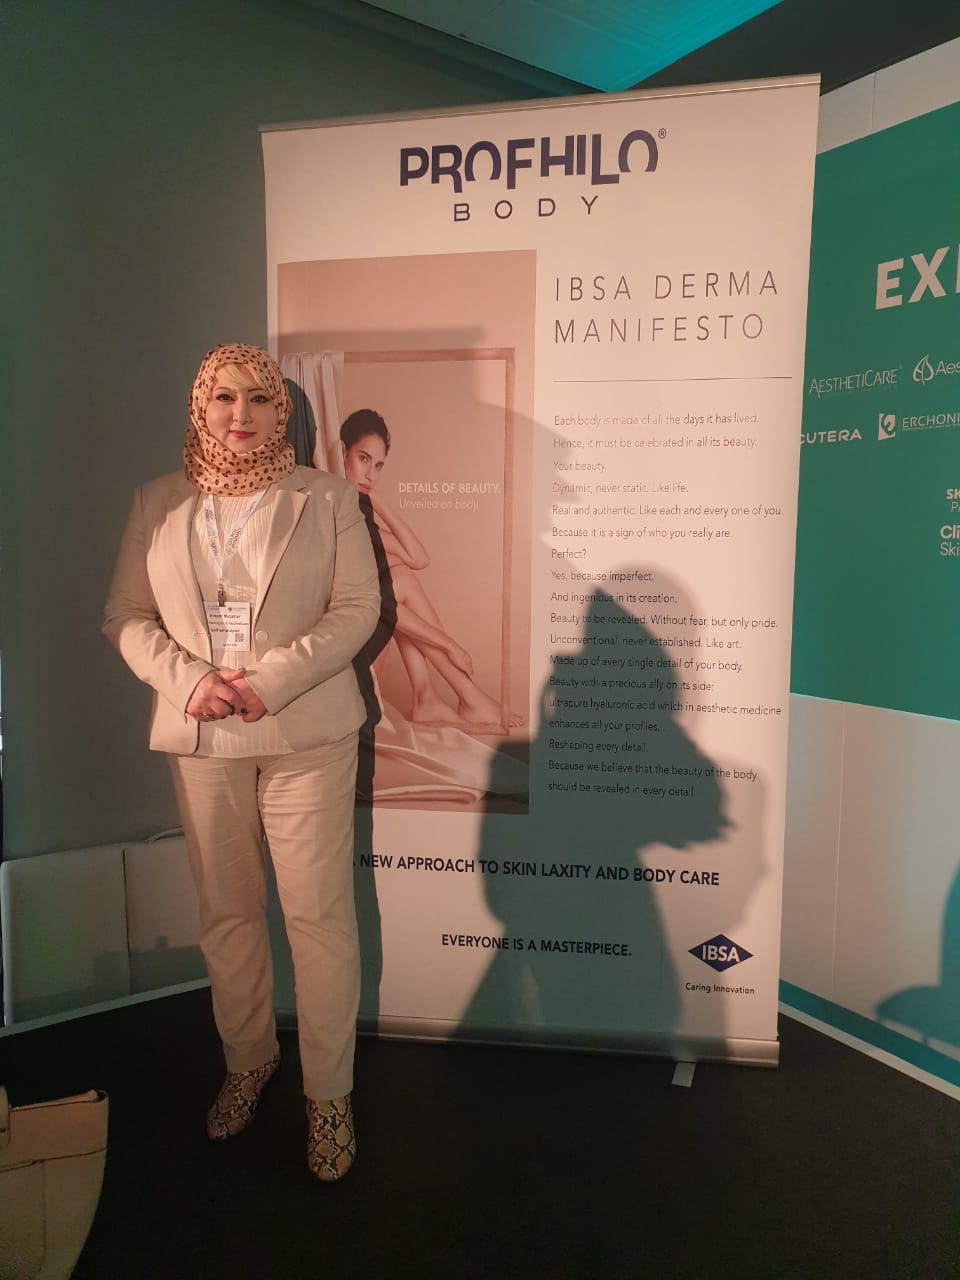 PROFHILO®
BODY
IBSA DERMA
MANIFESTO
Each body is made of all the days it has lived.
Hence, it must be celebrated in all its beauty.
Your beauty.
Dynamic, never static. Like life.
Real and authentic. Like each and every one of you.
Because it is a sign of who you really are.
Perfect?
Yes, because imperfect.
And ingenious in its creation.
Beauty to be revealed. Without fear, but only pride.
Unconventional, never established. Like art.
Made up of every single detail of your body.
Beauty with a precious ally on its side:
ultrapure hyaluronic acid which in aesthetic medicine
enhances all your profiles.
Reshaping every detail.
Because we believe that the beauty of the body
should be revealed in every detail.
DETAILS OF BEAUTY.
Unveiled on body.
NEW APPROACH TO SKIN LAXITY AND BODY CARE
EVERYONE IS A MASTERPIECE.
IBSA
Caring Innovation
Self employed
EX
AESTHETICARE®
Aes
CUTERA
ERCHONI
SK
Cli
Ski